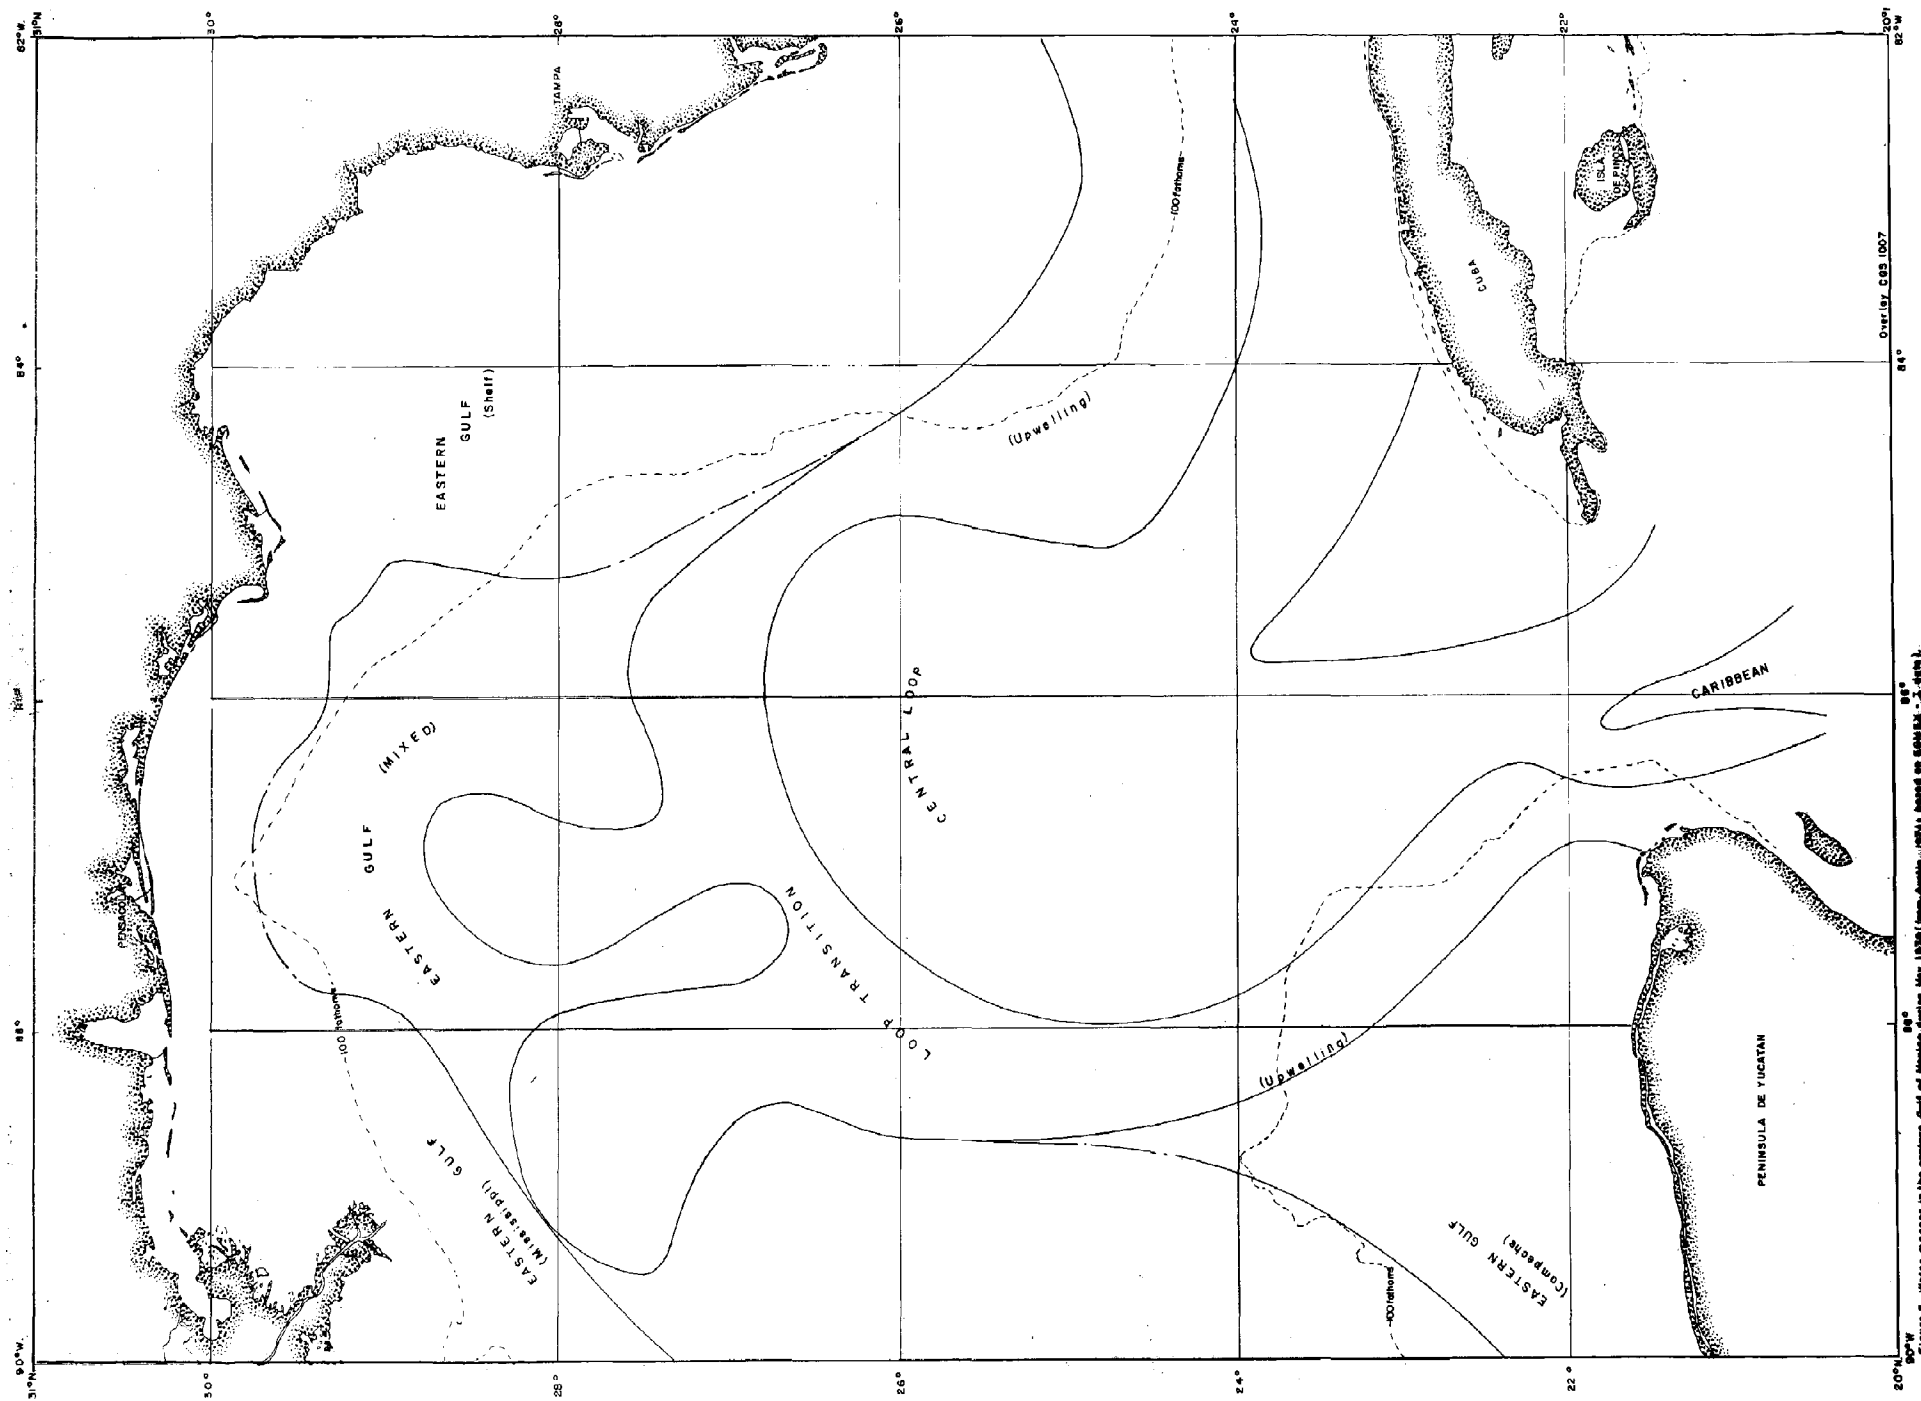 82°W.
31°N
30°
28°
26°
24°
22°
20°N
82°W
TAMPA
100 fathoms
ISLA
DE PINOS
CUBA
Overlay C&GS 1007
84°
84°
EASTERN
GULF
(Shelf)
(Upwelling)
86°
CARIBBEAN
(MIXED)
EASTERN GULF
CENTRAL LOOP
LOOP TRANSITION
PENSACOLA
88°
88°
100 fathoms
(Upwelling)
PENINSULA DE YUCATAN
EASTERN GULF
(Mississippi)
EASTERN GULF
(Campeche)
100 fathoms
90°W
31°N
30°
28°
26°
24°
22°
20°N
90°W